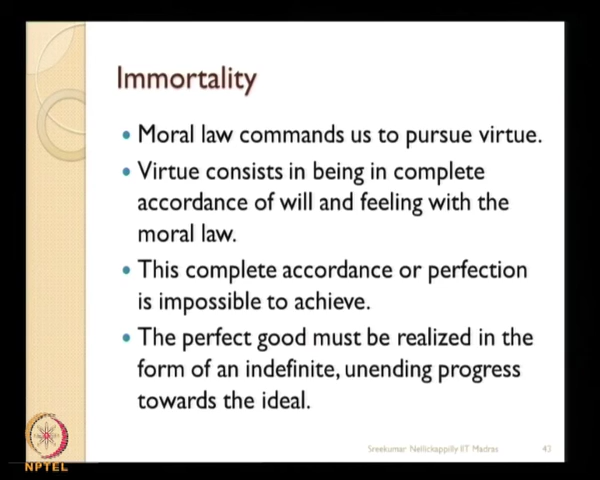 Immortality
• Moral law commands us to pursue virtue.
• Virtue consists in being in complete
accordance of will and feeling with the
moral law.
• This complete accordance or perfection
is impossible to achieve.
• The perfect good must be realized in the
form of an indefinite, unending progress
towards the ideal.
Sreekumar Nellickappilly IIT Madras 43
NPTEL